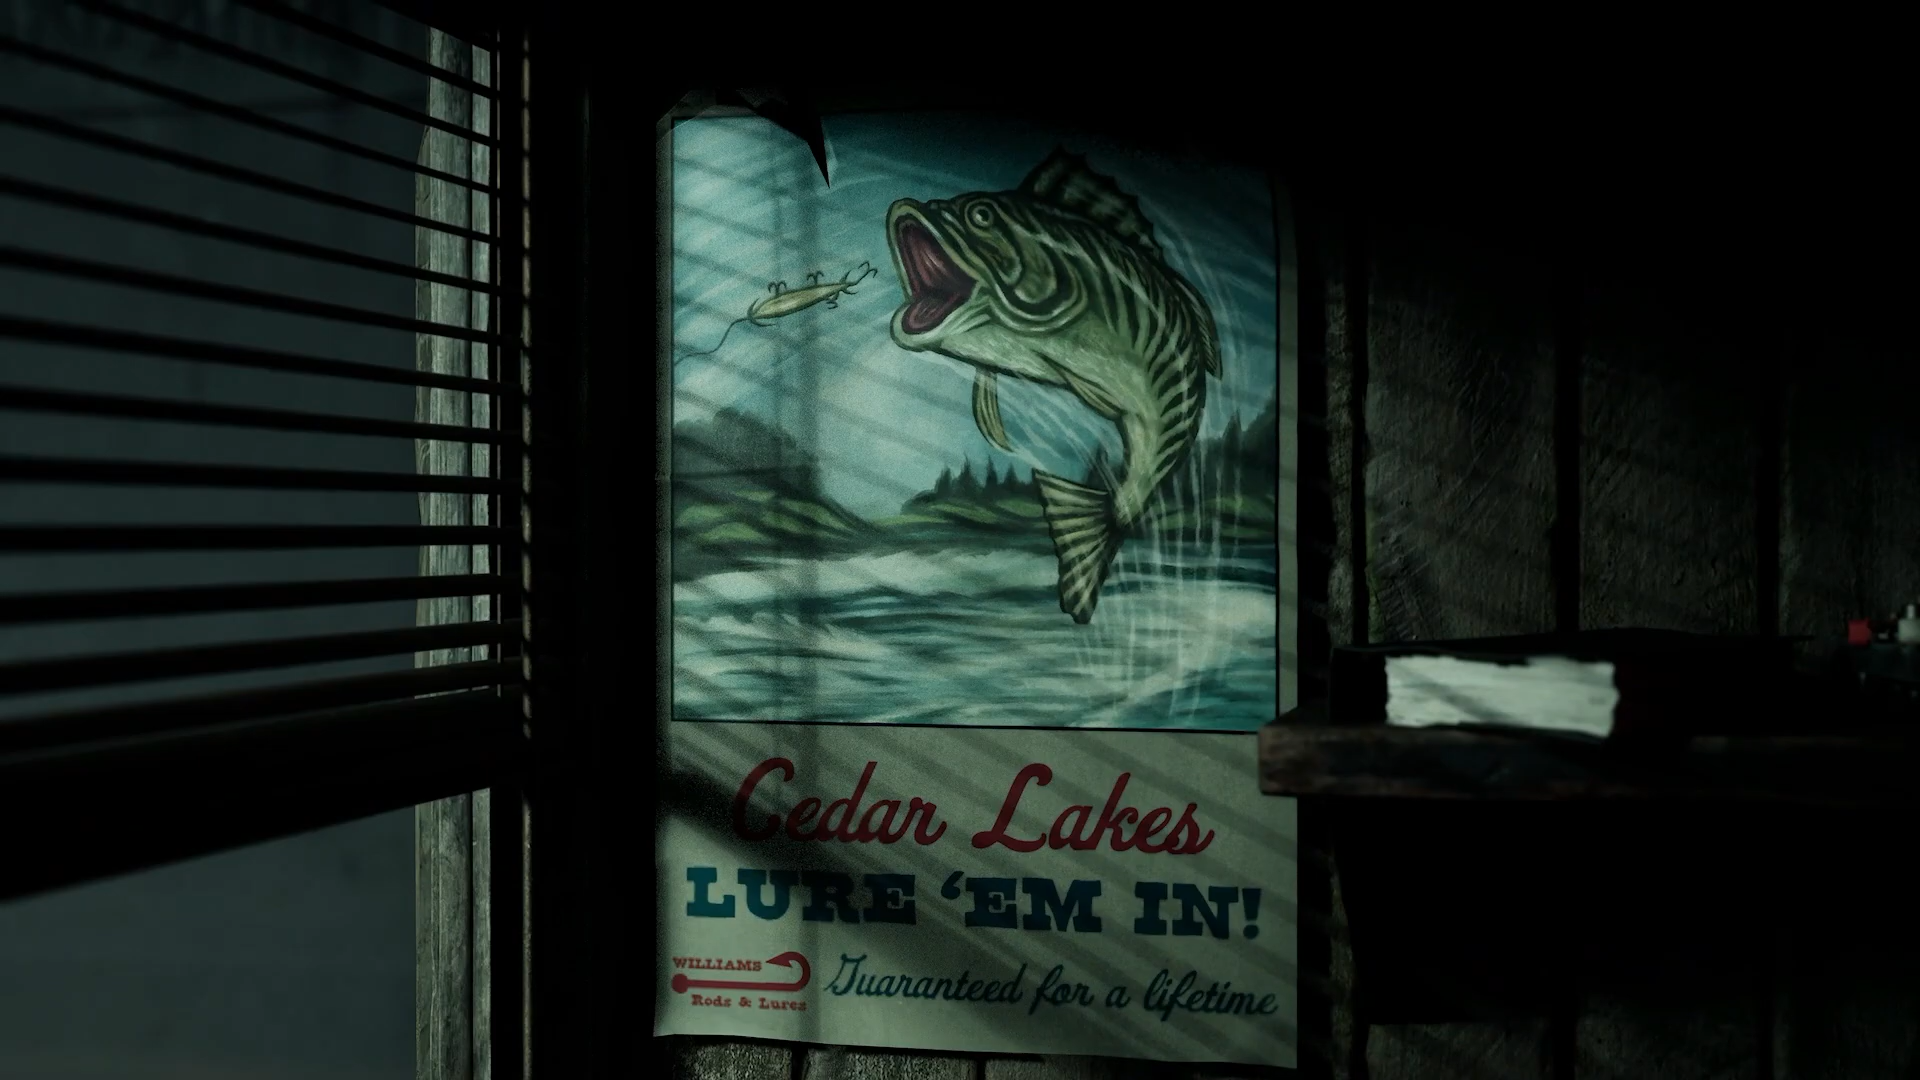 Cedar Lakes
LURE ‘EM IN!
WILLIAMS
Rods & Lures
Guaranteed for a lifetime